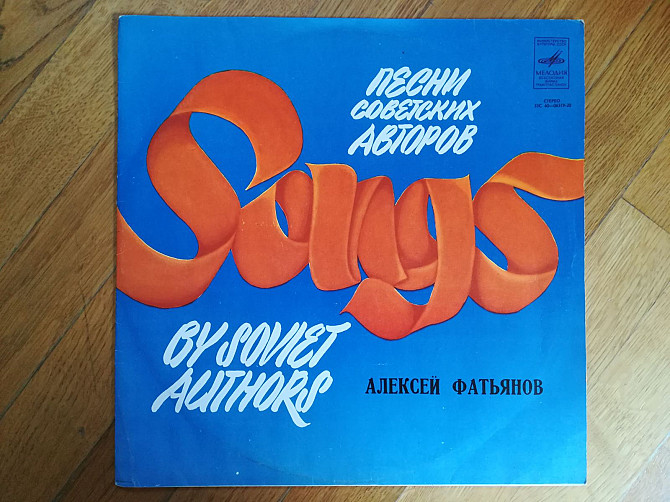 ПЕСНИ
СОВЕТСКИХ
АВТОРОВ
МЕЛОДИЯ
СТЕРЕО
Songs
BY SOVIET
AUTHORS
АЛЕКСЕЙ ФАТЬЯНОВ